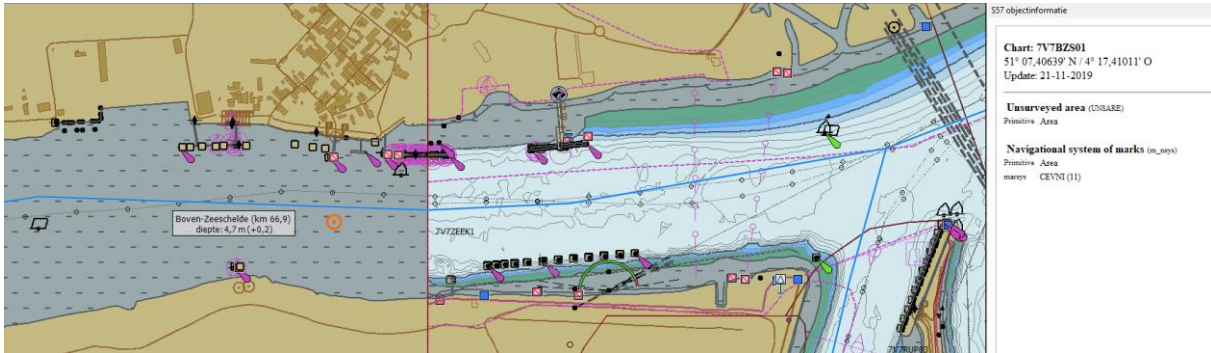 S57 objectinformatie
Chart: 7V7BZS01
51° 07,40639' N / 4° 17,41011' O
Update: 21-11-2019
Unsurveyed area (UNSARE)
Primitive Area
Navigational system of marks (m_nsys)
Primitive Area
marsys CEVNI (11)
Boven-Zeeschelde (km 66,9)
diepte: 4,7 m (+0,2)
7V7ZEEK1
7V7RUP03